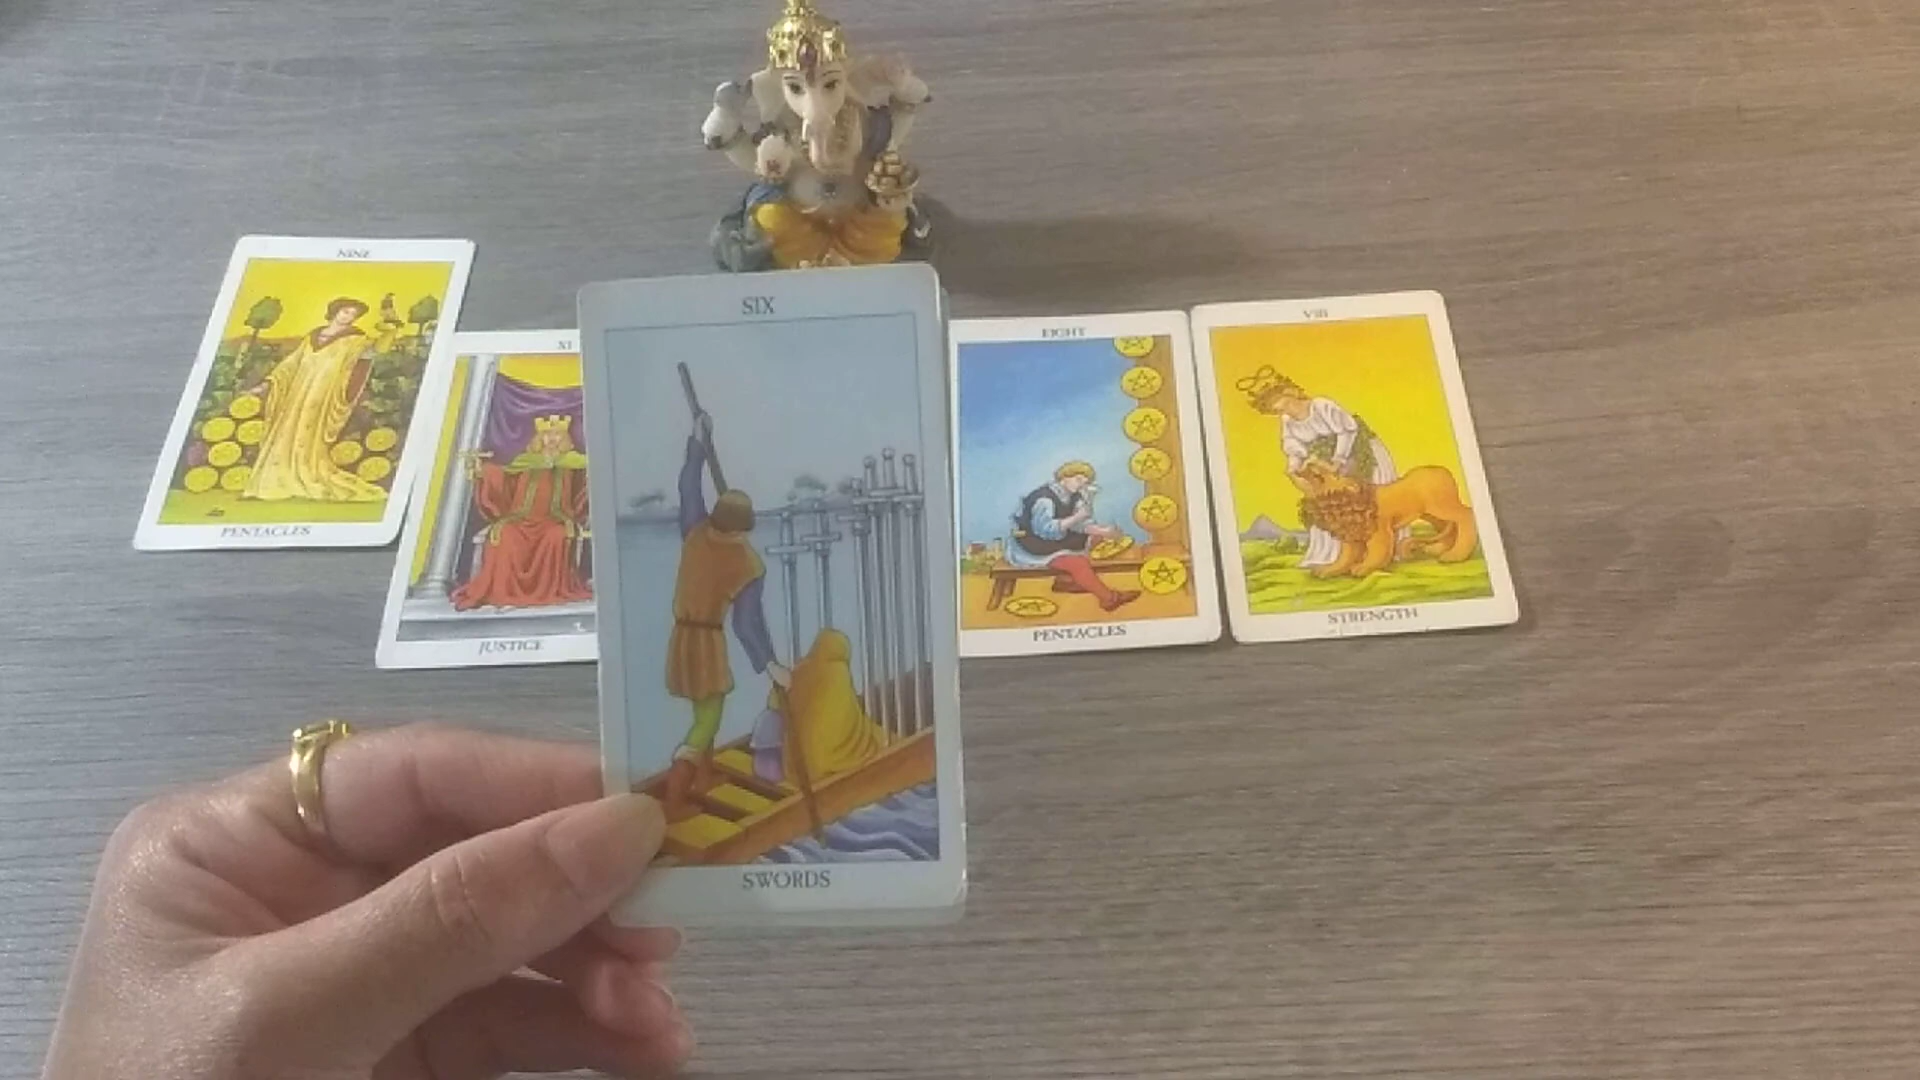 NINE
PENTACLES
XI
JUSTICE
SIX
SWORDS
EIGHT
PENTACLES
VIII
STRENGTH